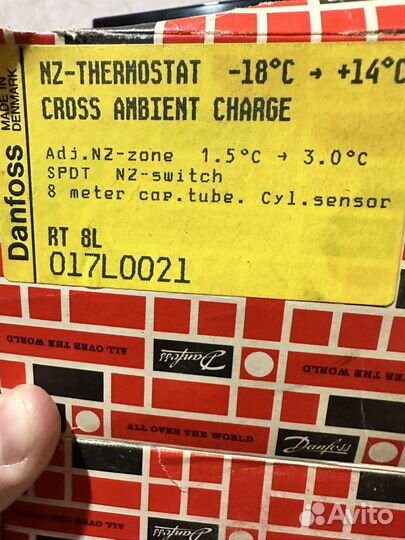 Danfoss MADE IN DENMARK
NZ-THERMOSTAT -18°C → +14°C
CROSS AMBIENT CHARGE
Adj.NZ-zone 1.5°C → 3.0°C
SPDT NZ-switch
8 meter cap.tube. Cyl.sensor
RT 8L
017L0021
ALL OVER THE WORLD
Danfoss
ALL OVER THE WORLD
ALL OVER THE WORLD
Danfoss
Avito